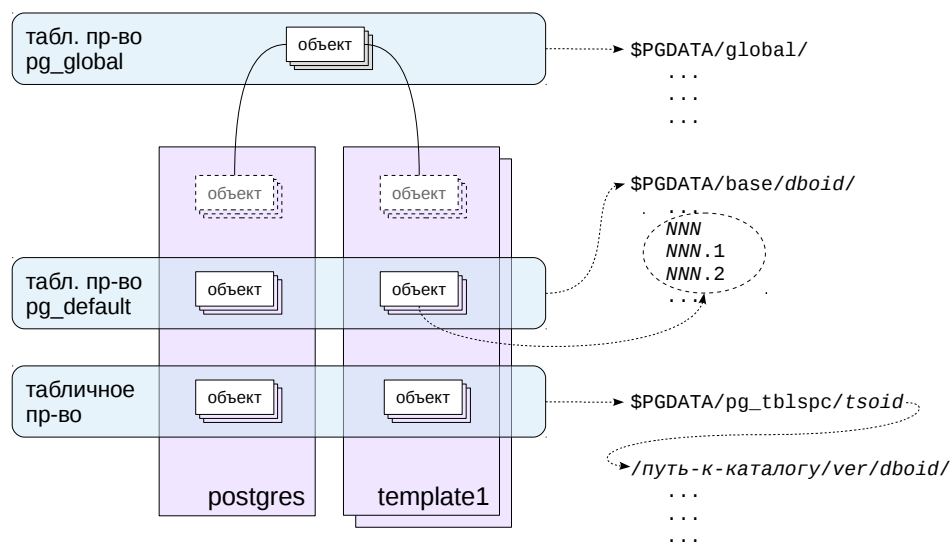 табл. пр-во
pg_global
объект
$PGDATA/global/
...
...
...
объект
объект
$PGDATA/base/dboid/
...
NNN
NNN.1
NNN.2
...
табл. пр-во
pg_default
объект
объект
табличное
пр-во
объект
объект
$PGDATA/pg_tblspc/tsoid
/путь-к-каталогу/ver/dboid/
...
...
...
postgres
template1